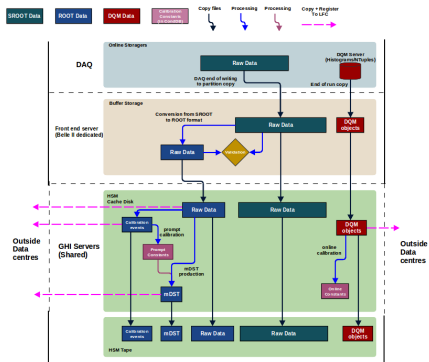 SROOT Data
ROOT Data
DQM Data
Calibration
Constants
Copy files
Processing
Processing
Copy + Register
To LFC
Online Storagers
DQM Server
(Histograms/NTuples)
DAQ
Raw Data
DAQ end of writing
to partition copy
End of run copy
Buffer Storage
Conversion from SROOT
to ROOT format
Front end server
(Belle II dedicated)
Raw Data
DQM
objects
Raw Data
Validation
HSM
Cache Disk
Raw Data
Raw Data
Calibration
events
prompt
calibration
DQM
objects
Outside
Data
centres
GHI Servers
(Shared)
Prompt
Constants
online
calibration
Outside
Data
centres
mDST
production
mDST
Online
Constants
Calibration
events
mDST
Raw Data
Raw Data
DQM
objects
HSM Tape